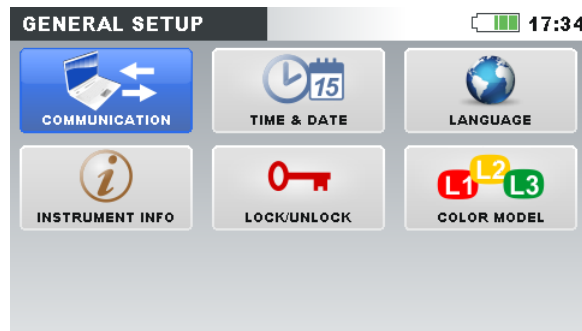 GENERAL SETUP 17:34
15
COMMUNICATION TIME & DATE LANGUAGE
i L1 L2 L3
INSTRUMENT INFO LOCK/UNLOCK COLOR MODEL